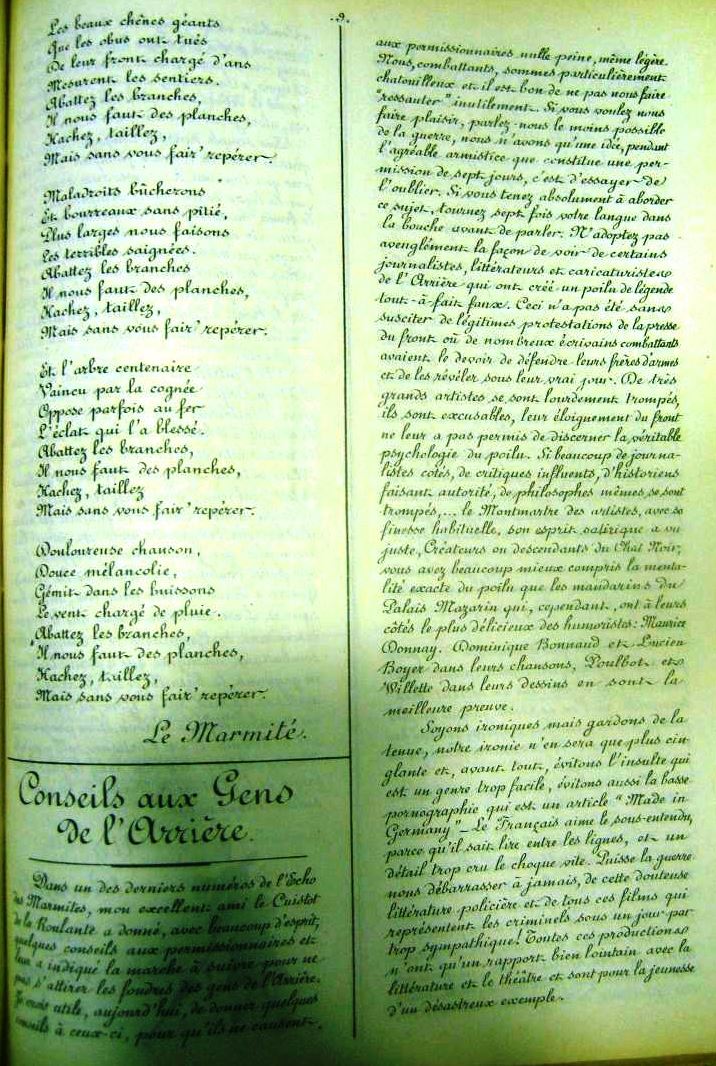 .9.
Les beaux chênes géants
Que les obus ont tués
De leur front chargé d'ans
Mesurent les sentiers.
Abattez les branches,
Il nous faut des planches,
Hachez, taillez,
Mais sans vous fair' repérer.
Maladroits bûcherons
Et bourreaux sans pitié,
Plus larges nous faisons
Les terribles saignées.
Abattez les branches
Il nous faut des planches,
Hachez, taillez,
Mais sans vous fair' repérer.
Et l'arbre centenaire
Vaincu par la cognée
Oppose parfois au fer
L'éclat qui l'a blessé.
Abattez les branches,
Il nous faut des planches,
Hachez, taillez
Mais sans vous fair' repérer.
Douloureuse chanson,
Douce mélancolie,
Gémit dans les buissons
Le vent chargé de pluie.
Abattez les branches,
Il nous faut des planches,
Hachez, taillez,
Mais sans vous fair' repérer
Le Marmité.
Conseils aux Gens
de l'Arrière.
Dans un des derniers numéros de l'Echo
des Marmites, mon excellent ami le Cuistot
de la Roulante a donné, avec beaucoup d'esprit,
quelques conseils aux permissionnaires et
leur a indiqué la marche à suivre pour ne
pas s'attirer les foudres des gens de l'Arrière.
Je crois utile, aujourd'hui, de donner quelques
conseils à ceux-ci, pour qu'ils ne causent
aux permissionnaires nulle peine, même légère.
Nous, combattants, sommes particulièrement
chatouilleux et il est bon de ne pas nous faire
"ressauter" inutilement. Si vous voulez nous
faire plaisir, parlez-nous le moins possible
de la guerre, nous n'avons qu'une idée, pendant
l'agréable armistice que constitue une per-
mission de sept jours, c'est d'essayer de
l'oublier. Si vous tenez absolument à aborder
ce sujet, tournez sept fois votre langue dans
la bouche avant de parler. N'adoptez pas
aveuglément la façon de voir de certains
journalistes, littérateurs et caricaturistes
de l'Arrière qui ont créé un poilu de légende
tout-à-fait faux. Ceci n'a pas été sans
susciter de légitimes protestations de la presse
du front où de nombreux écrivains combattants
avaient le devoir de défendre leurs frères d'armes
et de les révéler sous leur vrai jour. De très
grands artistes se sont lourdement trompés,
ils sont excusables, leur éloignement du front
ne leur a pas permis de discerner la véritable
psychologie du poilu. Si beaucoup de journa-
listes cotés, de critiques influents, d'historiens
faisant autorité, de philosophes mêmes, se sont
trompés,... le Montmartre des artistes, avec sa
finesse habituelle, son esprit satirique a vu
juste, Créateurs ou descendants du Chat Noir,
vous avez beaucoup mieux compris la menta-
lité exacte du poilu que les mandarins du
Palais Mazarin qui, cependant, ont à leurs
côtés le plus délicieux des humoristes: Maurice
Donnay. Dominique Bonnaud et Lucien
Boyer dans leurs chansons, Poulbot et
Willette dans leurs dessins en sont la
meilleure preuve.
Soyons ironiques mais gardons de la
tenue, notre ironie n'en sera que plus cin-
glante et, avant tout, évitons l'insulte qui
est un genre trop facile, évitons aussi la basse
pornographie qui est un article "Made in
Germany" _ Le Français aime le sous-entendu,
parce qu'il sait lire entre les lignes, et un
détail trop cru le choque vite. Puisse la guerre
nous débarrasser à jamais, de cette douteuse
littérature policière et de tous ces films qui
représentent les criminels sous un jour par
trop sympathique! Toutes ces productions
n'ont qu'un rapport bien lointain avec la
littérature et le théâtre et sont pour la jeunesse
d'un désastreux exemple.